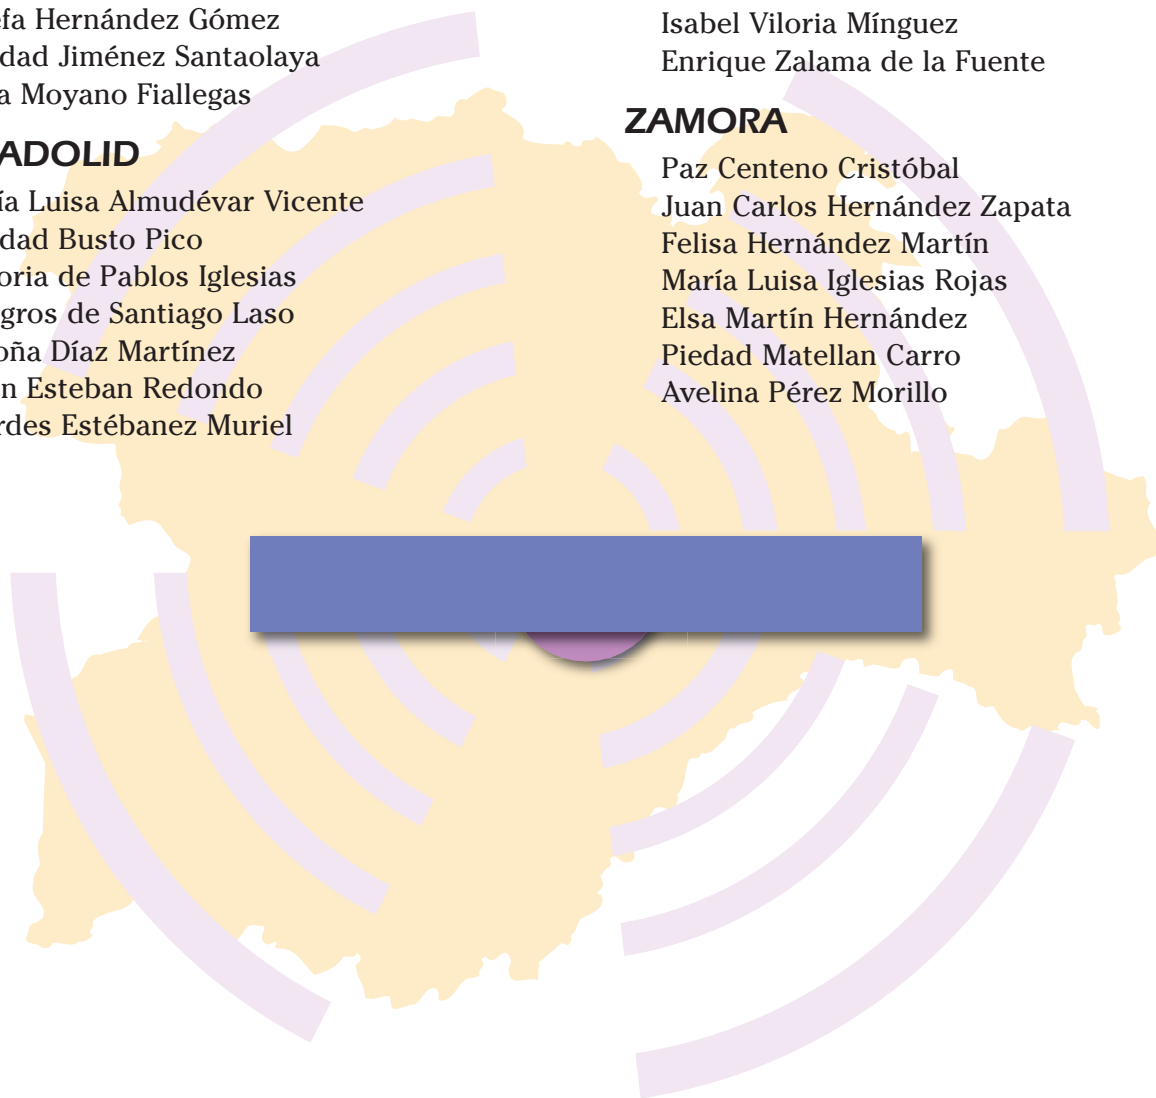 efa Hernández Gómez
dad Jiménez Santaolaya
a Moyano Fiallegas
ADOLID
ía Luisa Almudévar Vicente
dad Busto Pico
oria de Pablos Iglesias
gros de Santiago Laso
oña Díaz Martínez
n Esteban Redondo
rdes Estébanez Muriel
Isabel Viloria Mínguez
Enrique Zalama de la Fuente
ZAMORA
Paz Centeno Cristóbal
Juan Carlos Hernández Zapata
Felisa Hernández Martín
María Luisa Iglesias Rojas
Elsa Martín Hernández
Piedad Matellan Carro
Avelina Pérez Morillo